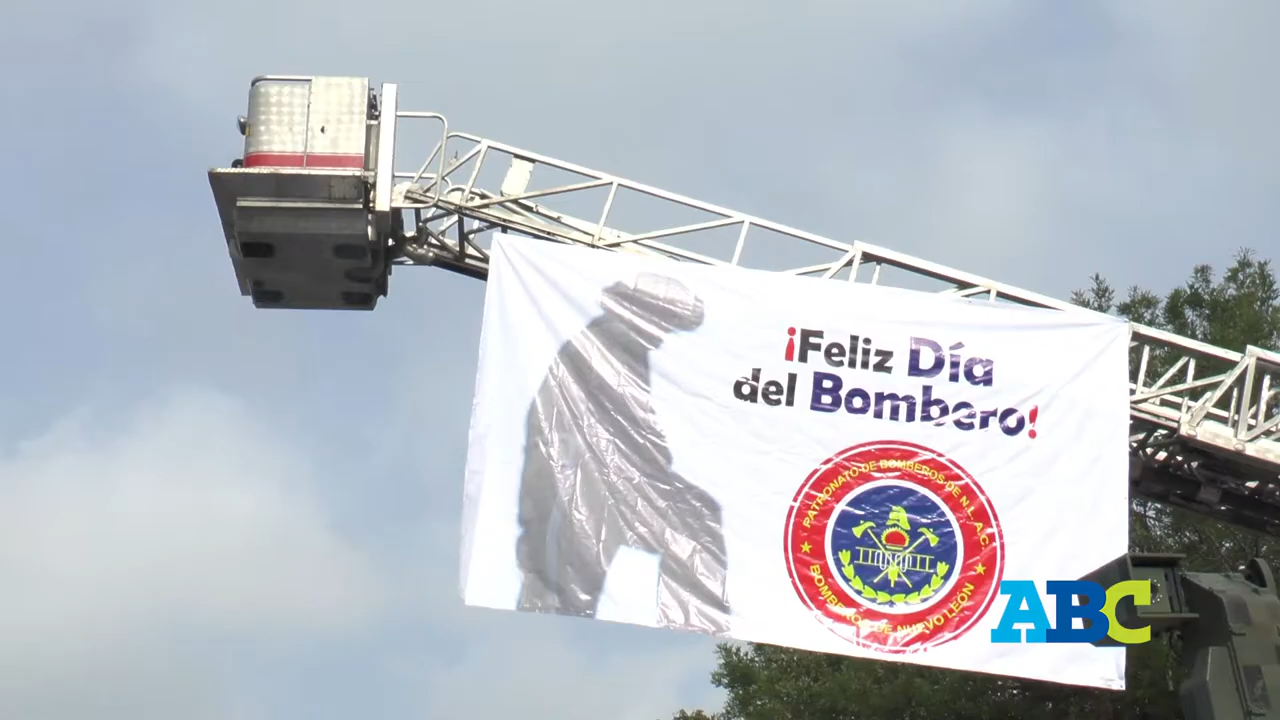 ¡Feliz Día
del Bombero!
PATRONATO DE BOMBEROS DE N.L. A.C.
BOMBEROS DE NUEVO LEÓN
ABC